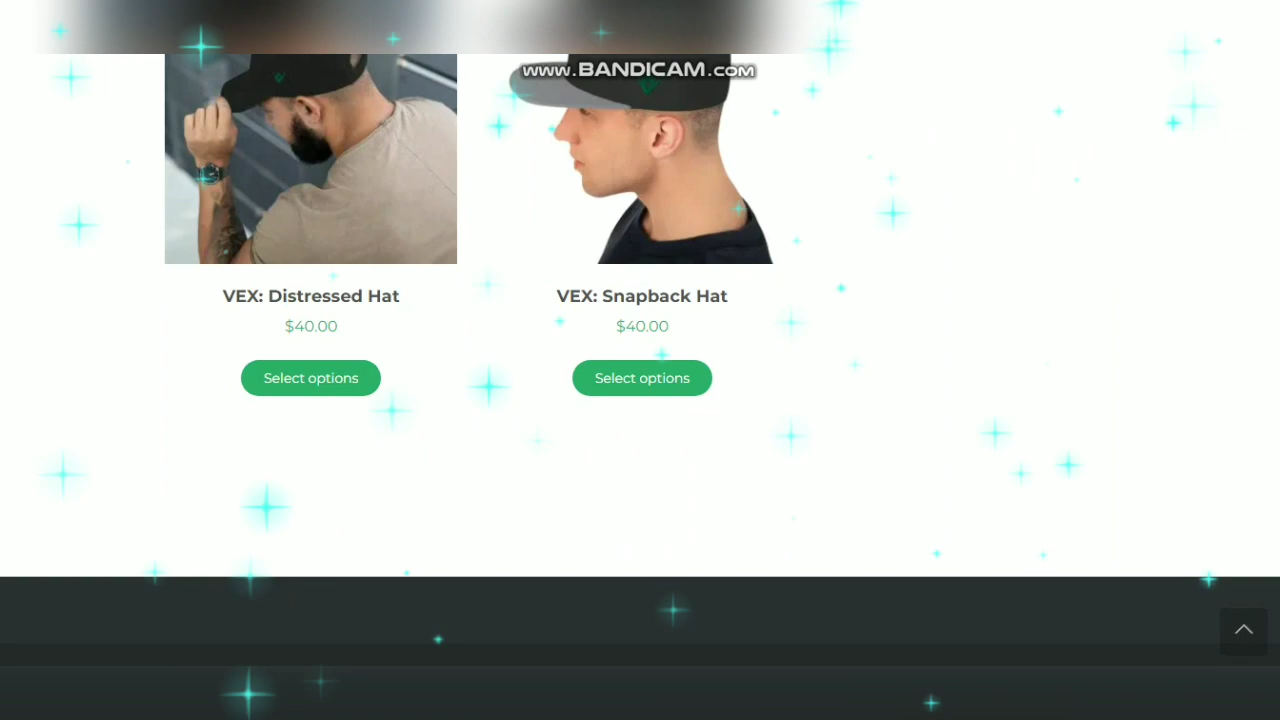 www.BANDICAM.com
VEX: Distressed Hat
VEX: Snapback Hat
$40.00
$40.00
Select options
Select options